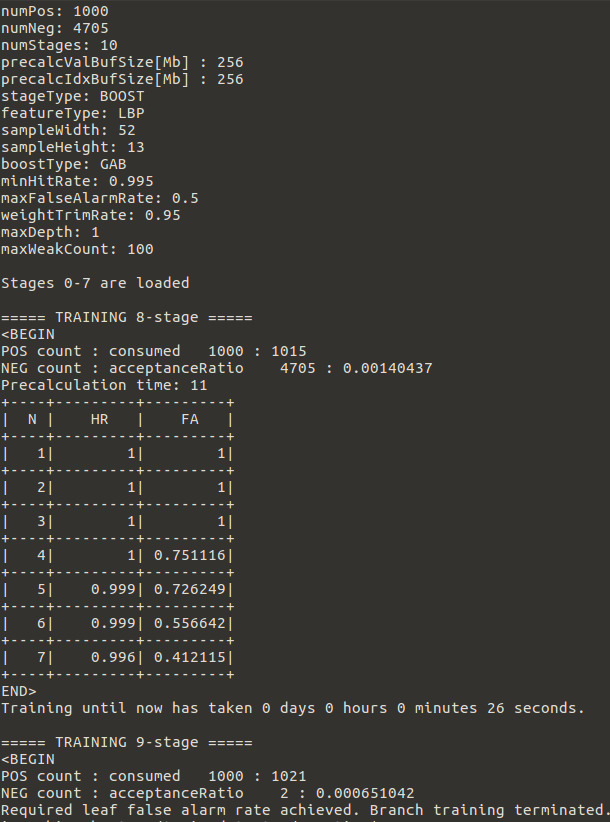 numPos: 1000
numNeg: 4705
numStages: 10
precalcValBufSize[Mb] : 256
precalcIdxBufSize[Mb] : 256
stageType: BOOST
featureType: LBP
sampleWidth: 52
sampleHeight: 13
boostType: GAB
minHitRate: 0.995
maxFalseAlarmRate: 0.5
weightTrimRate: 0.95
maxDepth: 1
maxWeakCount: 100

Stages 0-7 are loaded

===== TRAINING 8-stage =====
<BEGIN
POS count : consumed   1000 : 1015
NEG count : acceptanceRatio    4705 : 0.00140437
Precalculation time: 11
+----+---------+---------+
|  N |    HR   |    FA   |
+----+---------+---------+
|   1|        1|        1|
+----+---------+---------+
|   2|        1|        1|
+----+---------+---------+
|   3|        1|        1|
+----+---------+---------+
|   4|        1| 0.751116|
+----+---------+---------+
|   5|    0.999| 0.726249|
+----+---------+---------+
|   6|    0.999| 0.556642|
+----+---------+---------+
|   7|    0.996| 0.412115|
+----+---------+---------+
END>
Training until now has taken 0 days 0 hours 0 minutes 26 seconds.

===== TRAINING 9-stage =====
<BEGIN
POS count : consumed   1000 : 1021
NEG count : acceptanceRatio    2 : 0.000651042
Required leaf false alarm rate achieved. Branch training terminated.